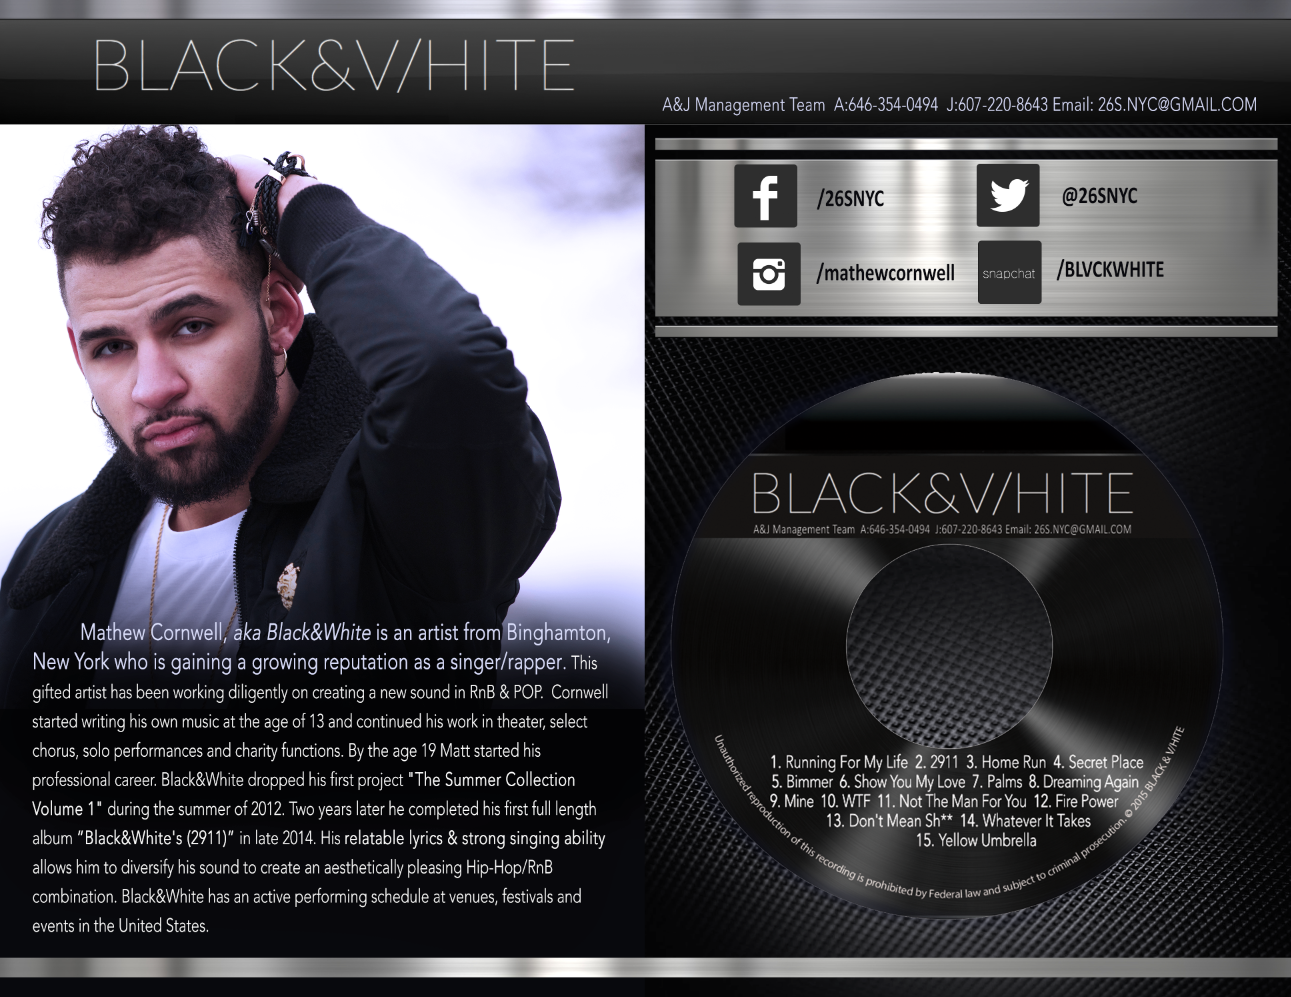 BLACK&V/HITE
A&J Management Team  A:646-354-0494  J:607-220-8643 Email: 26S.NYC@GMAIL.COM
/26SNYC
@26SNYC
/mathewcornwell
snapchat
/BLVCKWHITE
Mathew Cornwell, aka Black&White is an artist from Binghamton,
New York who is gaining a growing reputation as a singer/rapper. This
gifted artist has been working diligently on creating a new sound in RnB & POP.  Cornwell
started writing his own music at the age of 13 and continued his work in theater, select
chorus, solo performances and charity functions. By the age 19 Matt started his
professional career. Black&White dropped his first project "The Summer Collection
Volume 1" during the summer of 2012. Two years later he completed his first full length
album “Black&White's (2911)” in late 2014. His relatable lyrics & strong singing ability
allows him to diversify his sound to create an aesthetically pleasing Hip-Hop/RnB
combination. Black&White has an active performing schedule at venues, festivals and
events in the United States.
BLACK&V/HITE
A&J Management Team  A:646-354-0494  J:607-220-8643 Email: 26S.NYC@GMAIL.COM
1. Running For My Life  2. 2911  3. Home Run  4. Secret Place
5. Bimmer  6. Show You My Love  7. Palms  8. Dreaming Again
9. Mine  10. WTF  11. Not The Man For You  12. Fire Power
13. Don't Mean Sh**  14. Whatever It Takes
15. Yellow Umbrella
Unauthorized reproduction of this recording is prohibited by Federal law and subject to criminal prosecution. © 2015 BLACK & V/HITE